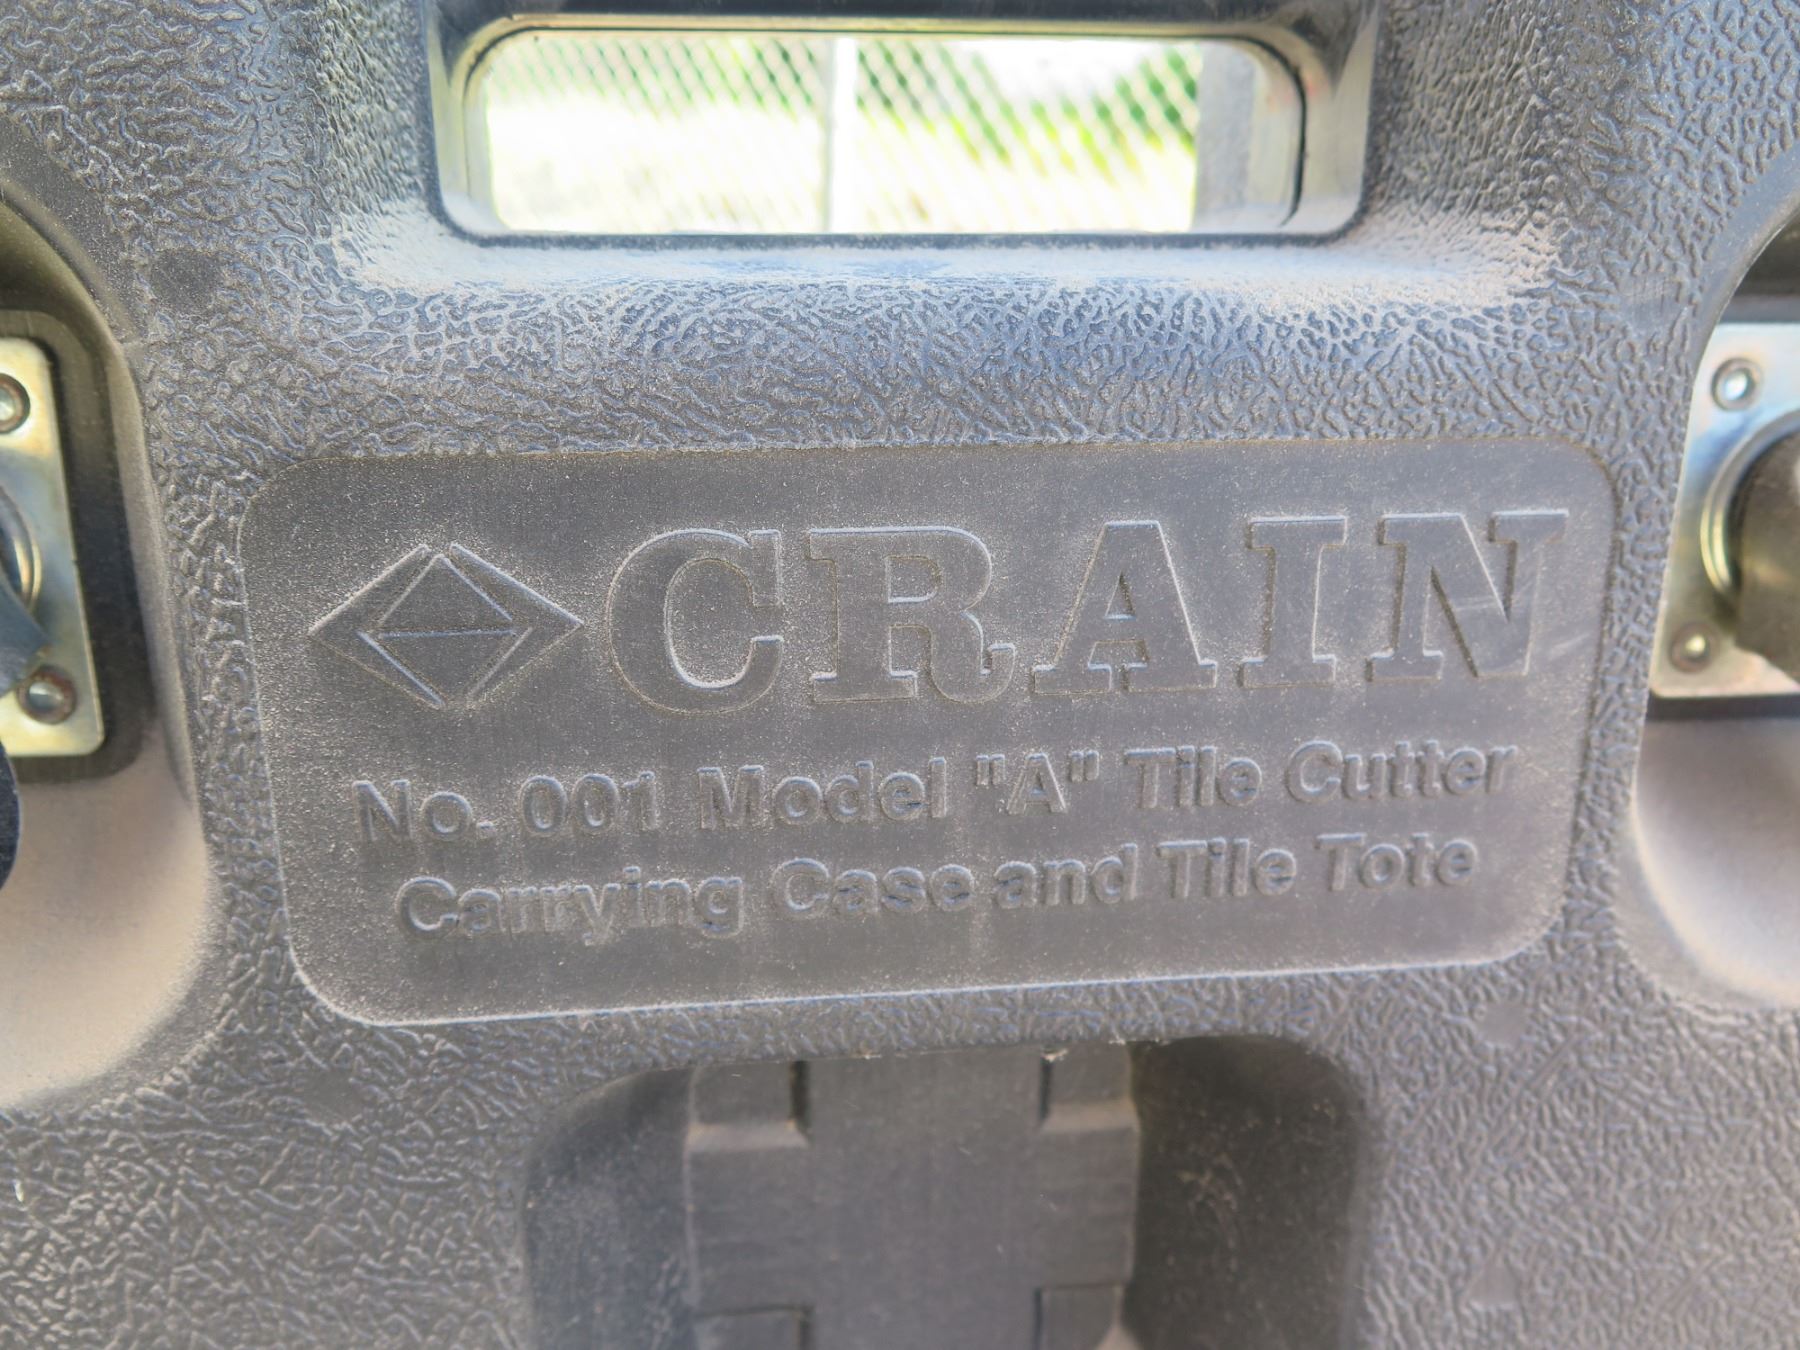 CRAIN
No. 001 Model "A" Tile Cutter
Carrying Case and Tile Tote